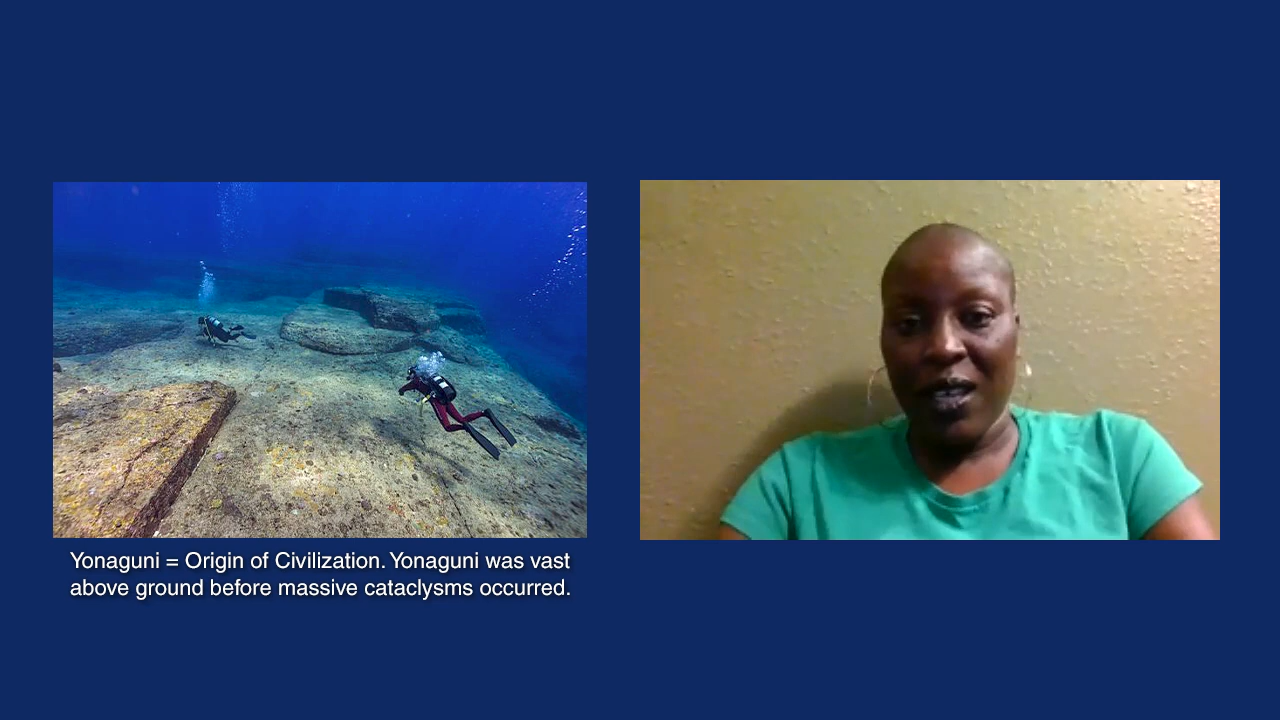 Yonaguni = Origin of Civilization. Yonaguni was vast
above ground before massive cataclysms occurred.